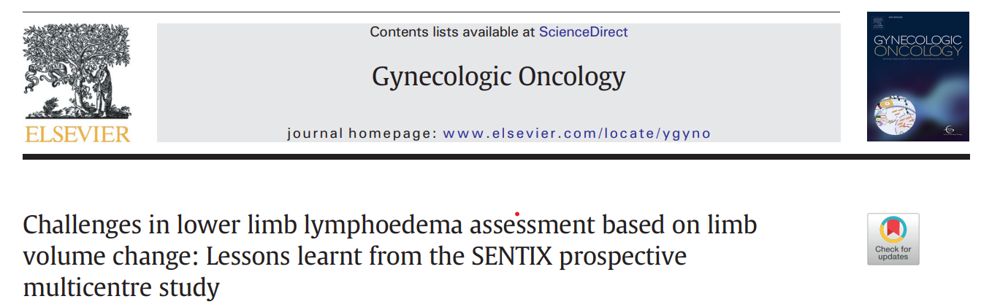 Contents lists available at ScienceDirect
Gynecologic Oncology
journal homepage: www.elsevier.com/locate/ygyno
ELSEVIER
GYNECOLOGIC
ONCOLOGY
Challenges in lower limb lymphoedema assessment based on limb
volume change: Lessons learnt from the SENTIX prospective
multicentre study
Check for
updates